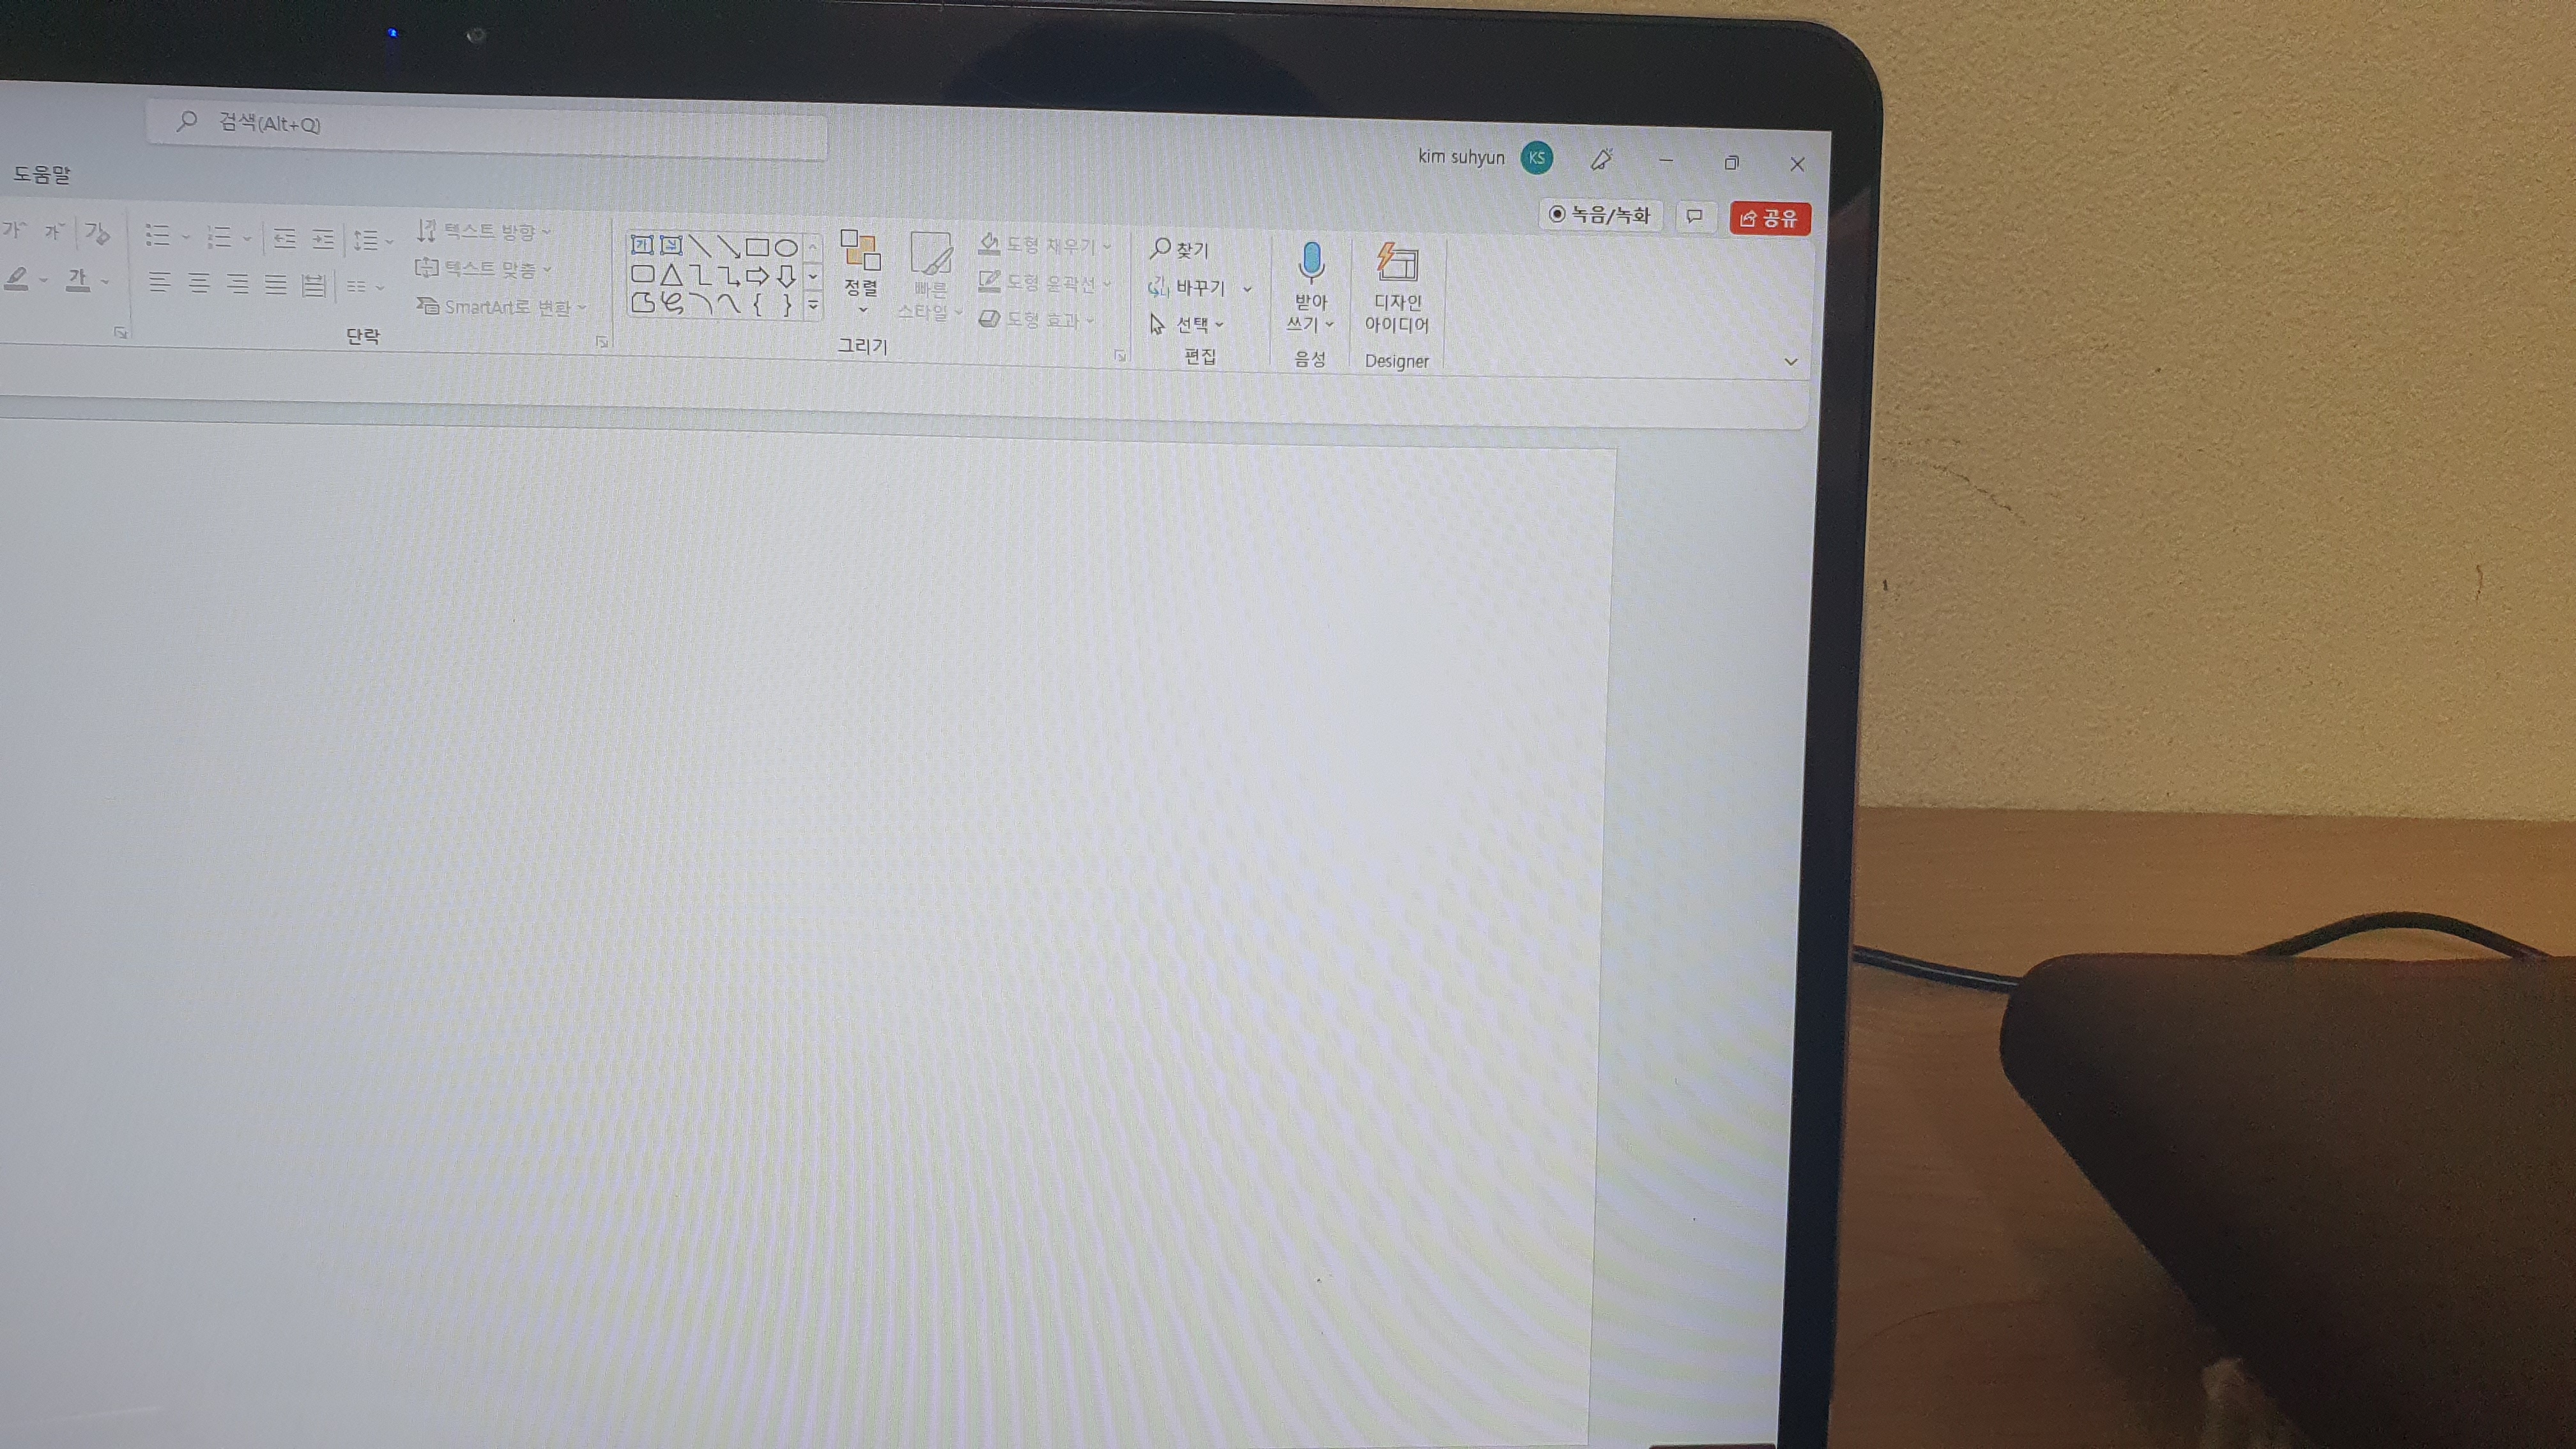 검색(Alt+Q)
kim suhyun
KS
도움말
녹음/녹화
공유
가
가
가
가
텍스트 방향
텍스트 맞춤
SmartArt로 변환
단락
정렬
빠른
스타일
도형 채우기
도형 윤곽선
도형 효과
그리기
찾기
바꾸기
선택
편집
받아
쓰기
음성
디자인
아이디어
Designer